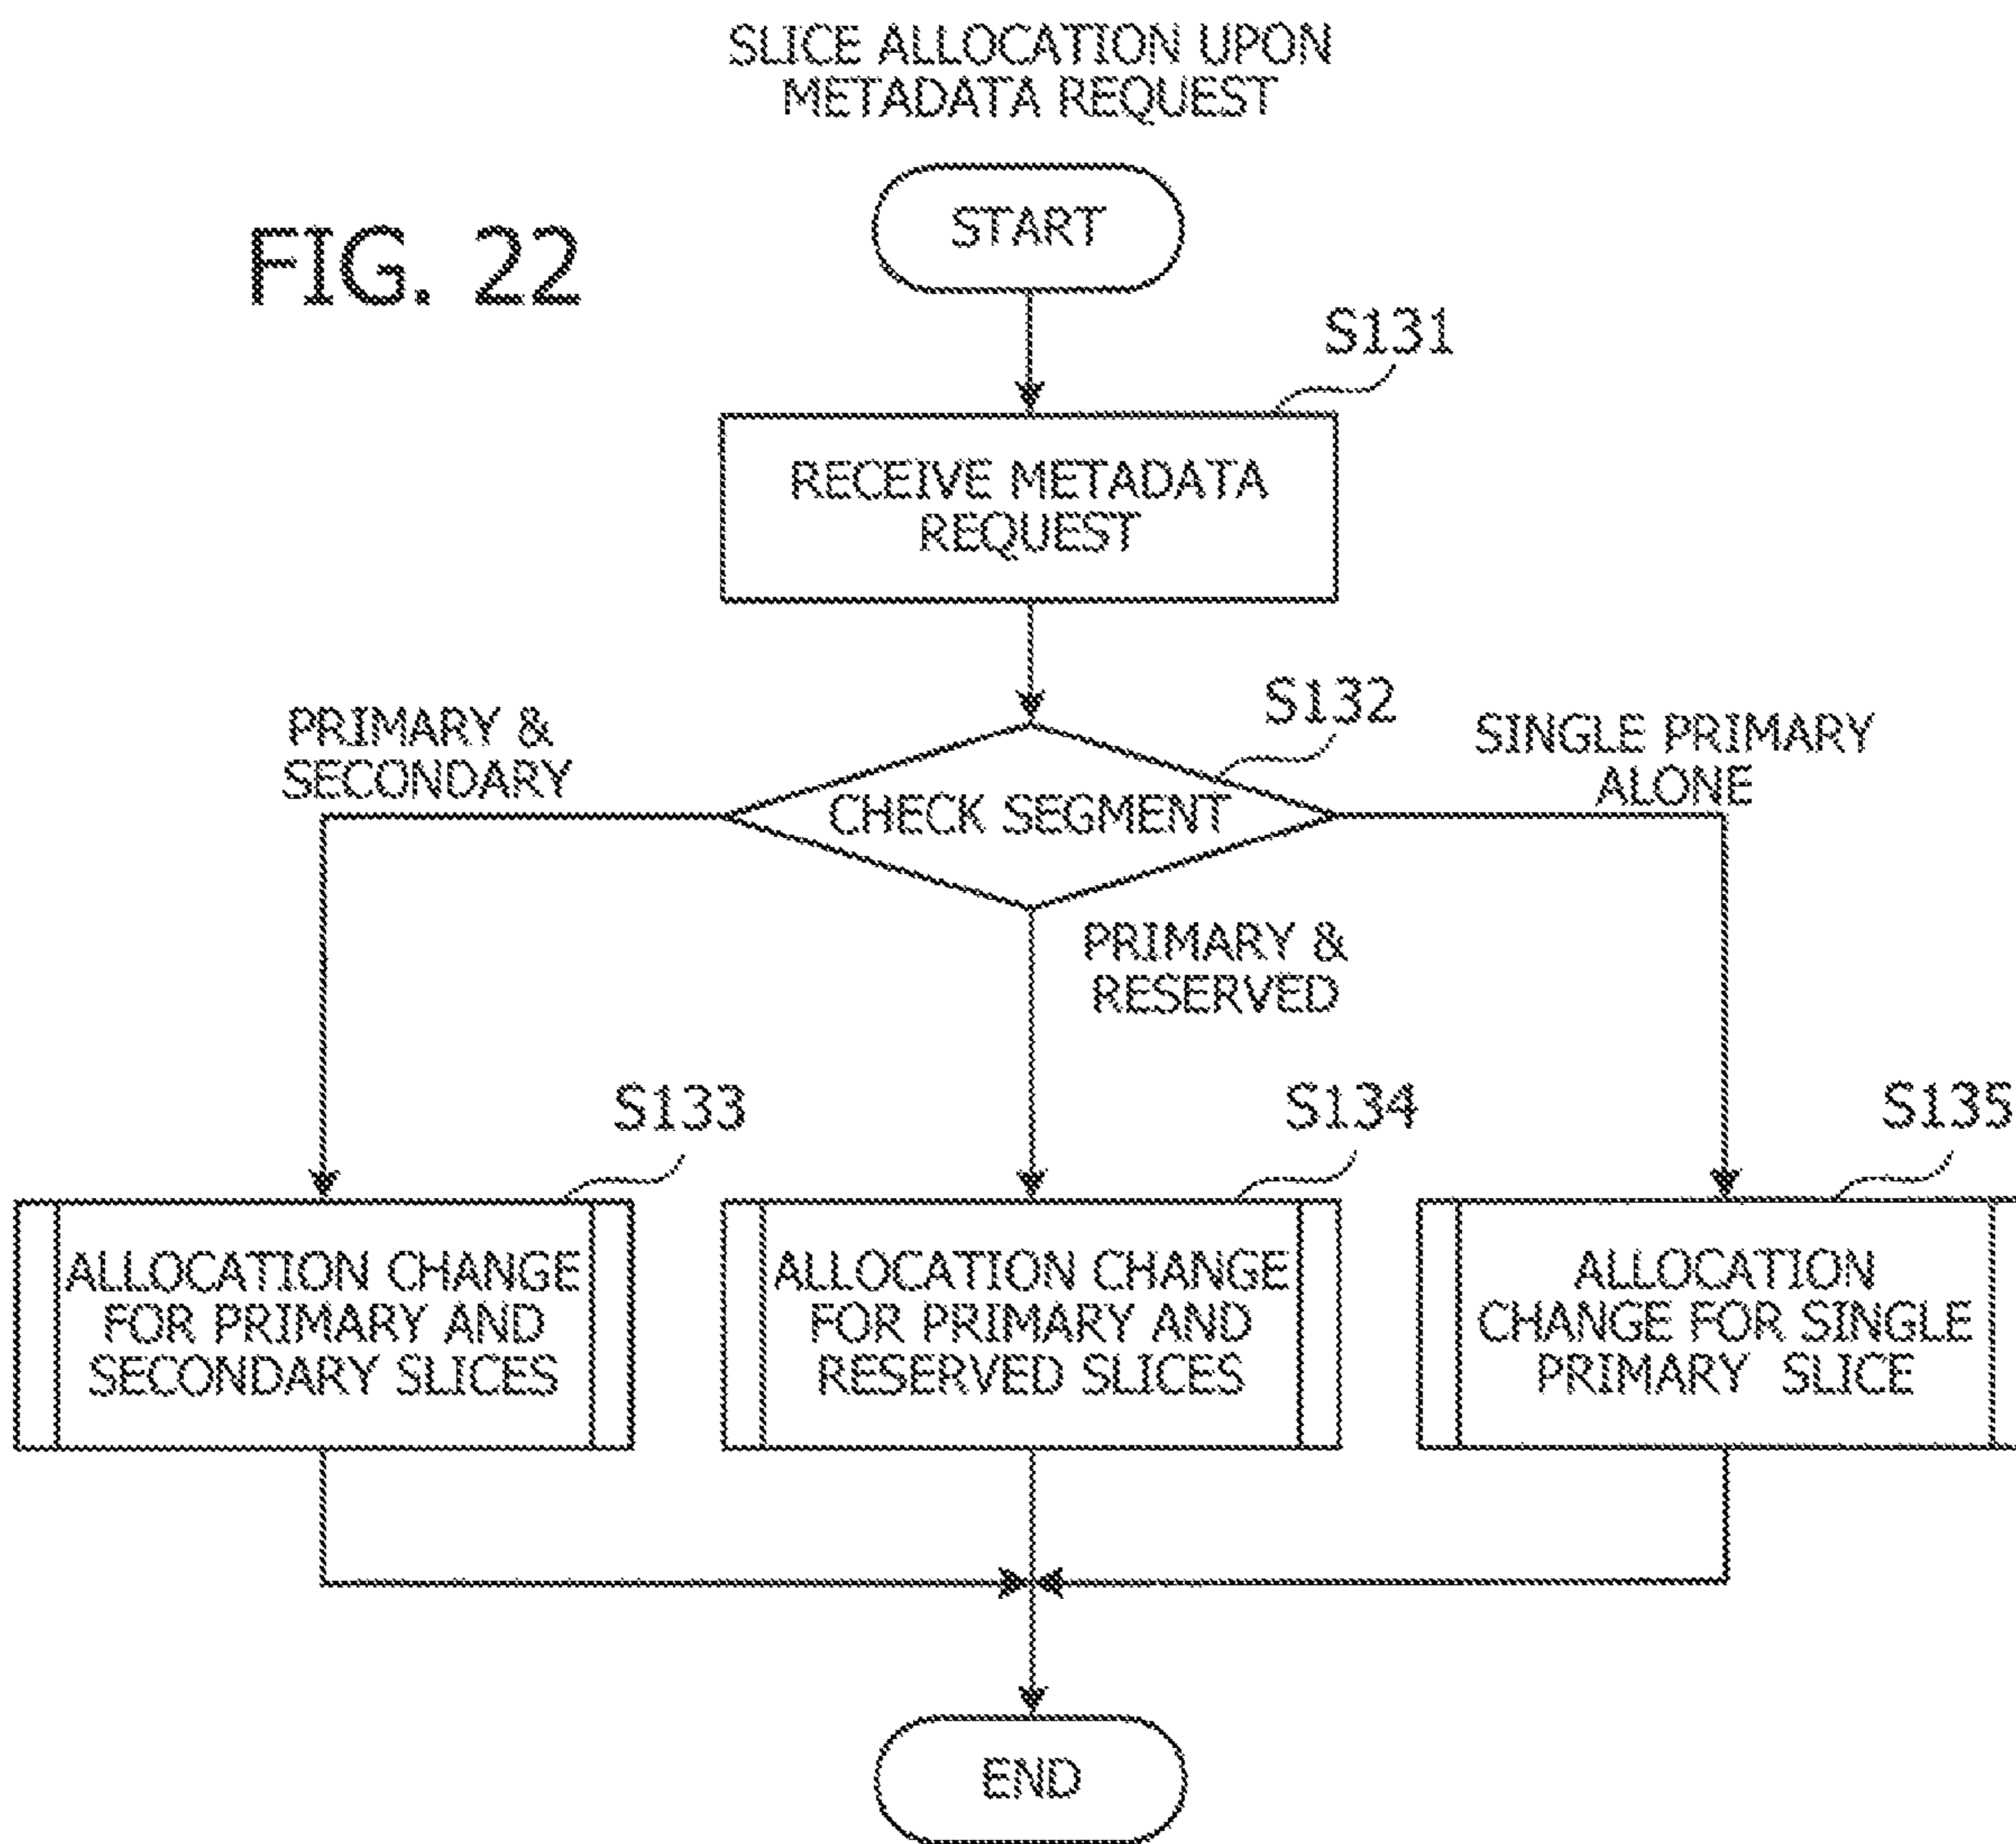 SLICE ALLOCATION UPON
METADATA REQUEST
FIG. 22
START
S131
RECEIVE METADATA
REQUEST
S132
PRIMARY &
SECONDARY
CHECK SEGMENT
SINGLE PRIMARY
ALONE
PRIMARY &
RESERVED
S133
S134
S135
ALLOCATION CHANGE
FOR PRIMARY AND
SECONDARY SLICES
ALLOCATION CHANGE
FOR PRIMARY AND
RESERVED SLICES
ALLOCATION
CHANGE FOR SINGLE
PRIMARY SLICE
END